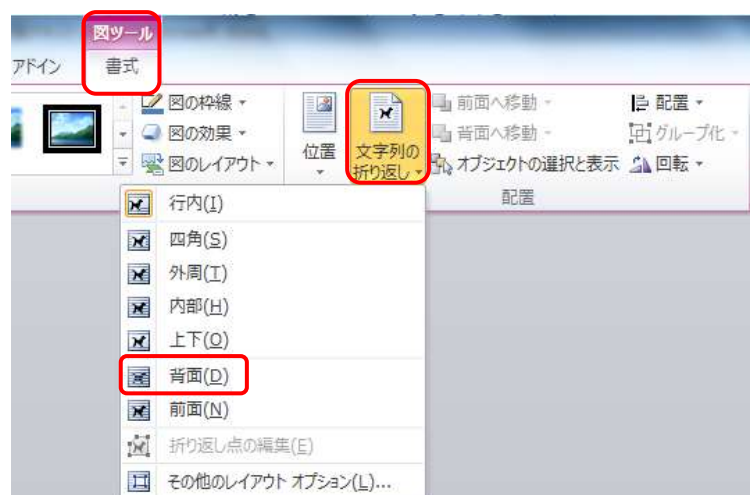 図ツール
アドイン 書式
図の枠線
図の効果
図のレイアウト
位置
文字列の
折り返し
前面へ移動
背面へ移動
オブジェクトの選択と表示
配置
グループ化
回転
配置
行内(I)
四角(S)
外周(T)
内部(H)
上下(O)
背面(D)
前面(N)
折り返し点の編集(E)
その他のレイアウト オプション(L)...